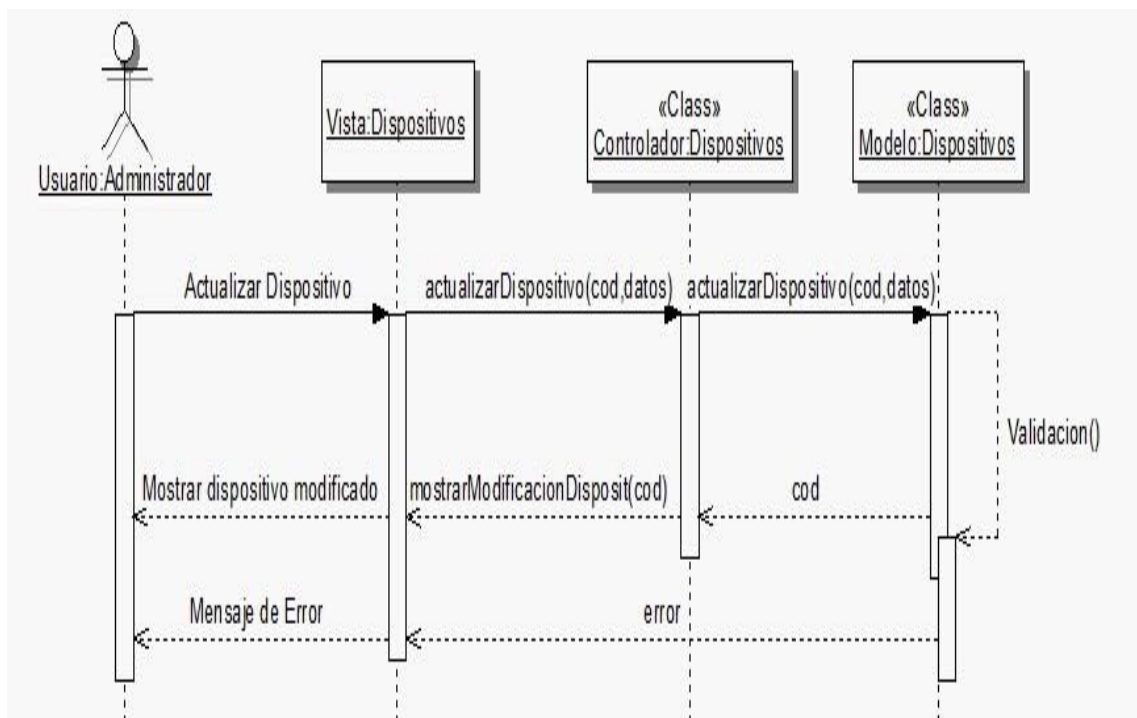 Usuario:Administrador
Vista:Dispositivos
«Class»
Controlador:Dispositivos
«Class»
Modelo:Dispositivos
Actualizar Dispositivo
actualizarDispositivo(cod,datos)
actualizarDispositivo(cod,datos)
Validacion()
Mostrar dispositivo modificado
mostrarModificacionDisposit(cod)
cod
Mensaje de Error
error